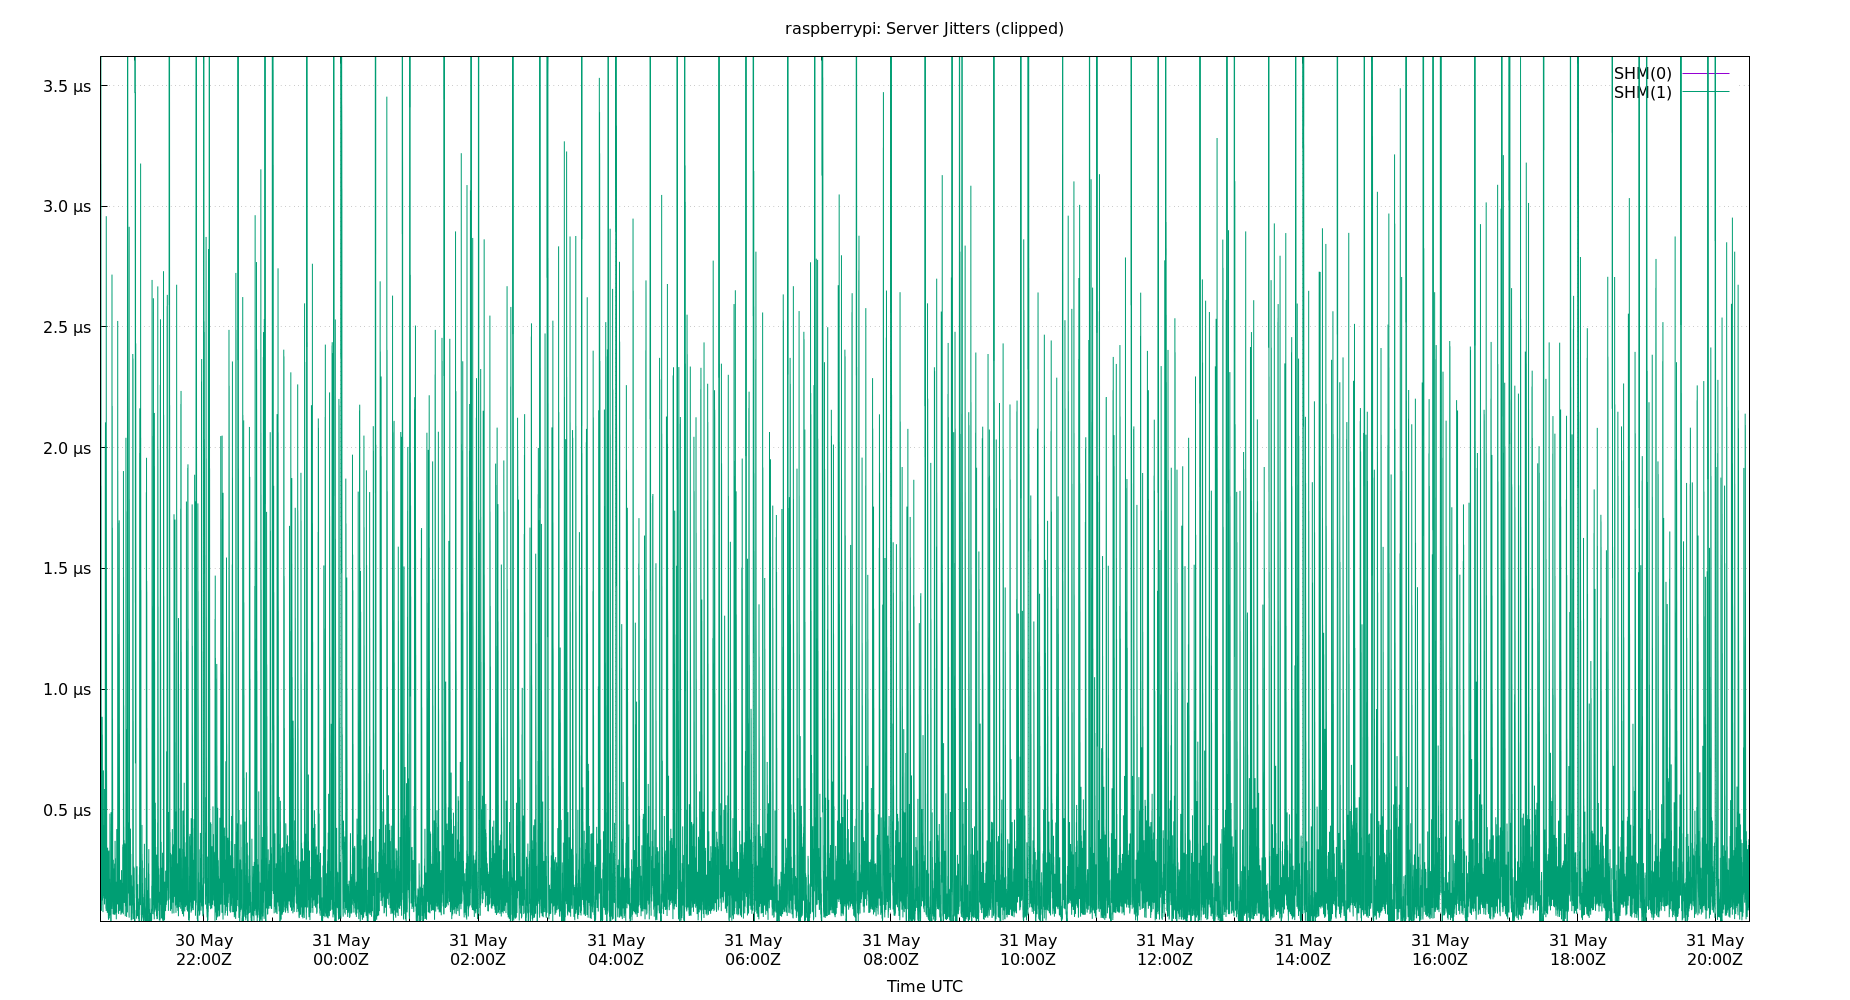 raspberrypi: Server Jitters (clipped)
SHM(0)
SHM(1)
3.5 µs
3.0 µs
2.5 µs
2.0 µs
1.5 µs
1.0 µs
0.5 µs
30 May 31 May 31 May 31 May 31 May 31 May 31 May 31 May 31 May 31 May 31 May 31 May
22:00Z 00:00Z 02:00Z 04:00Z 06:00Z 08:00Z 10:00Z 12:00Z 14:00Z 16:00Z 18:00Z 20:00Z
Time UTC